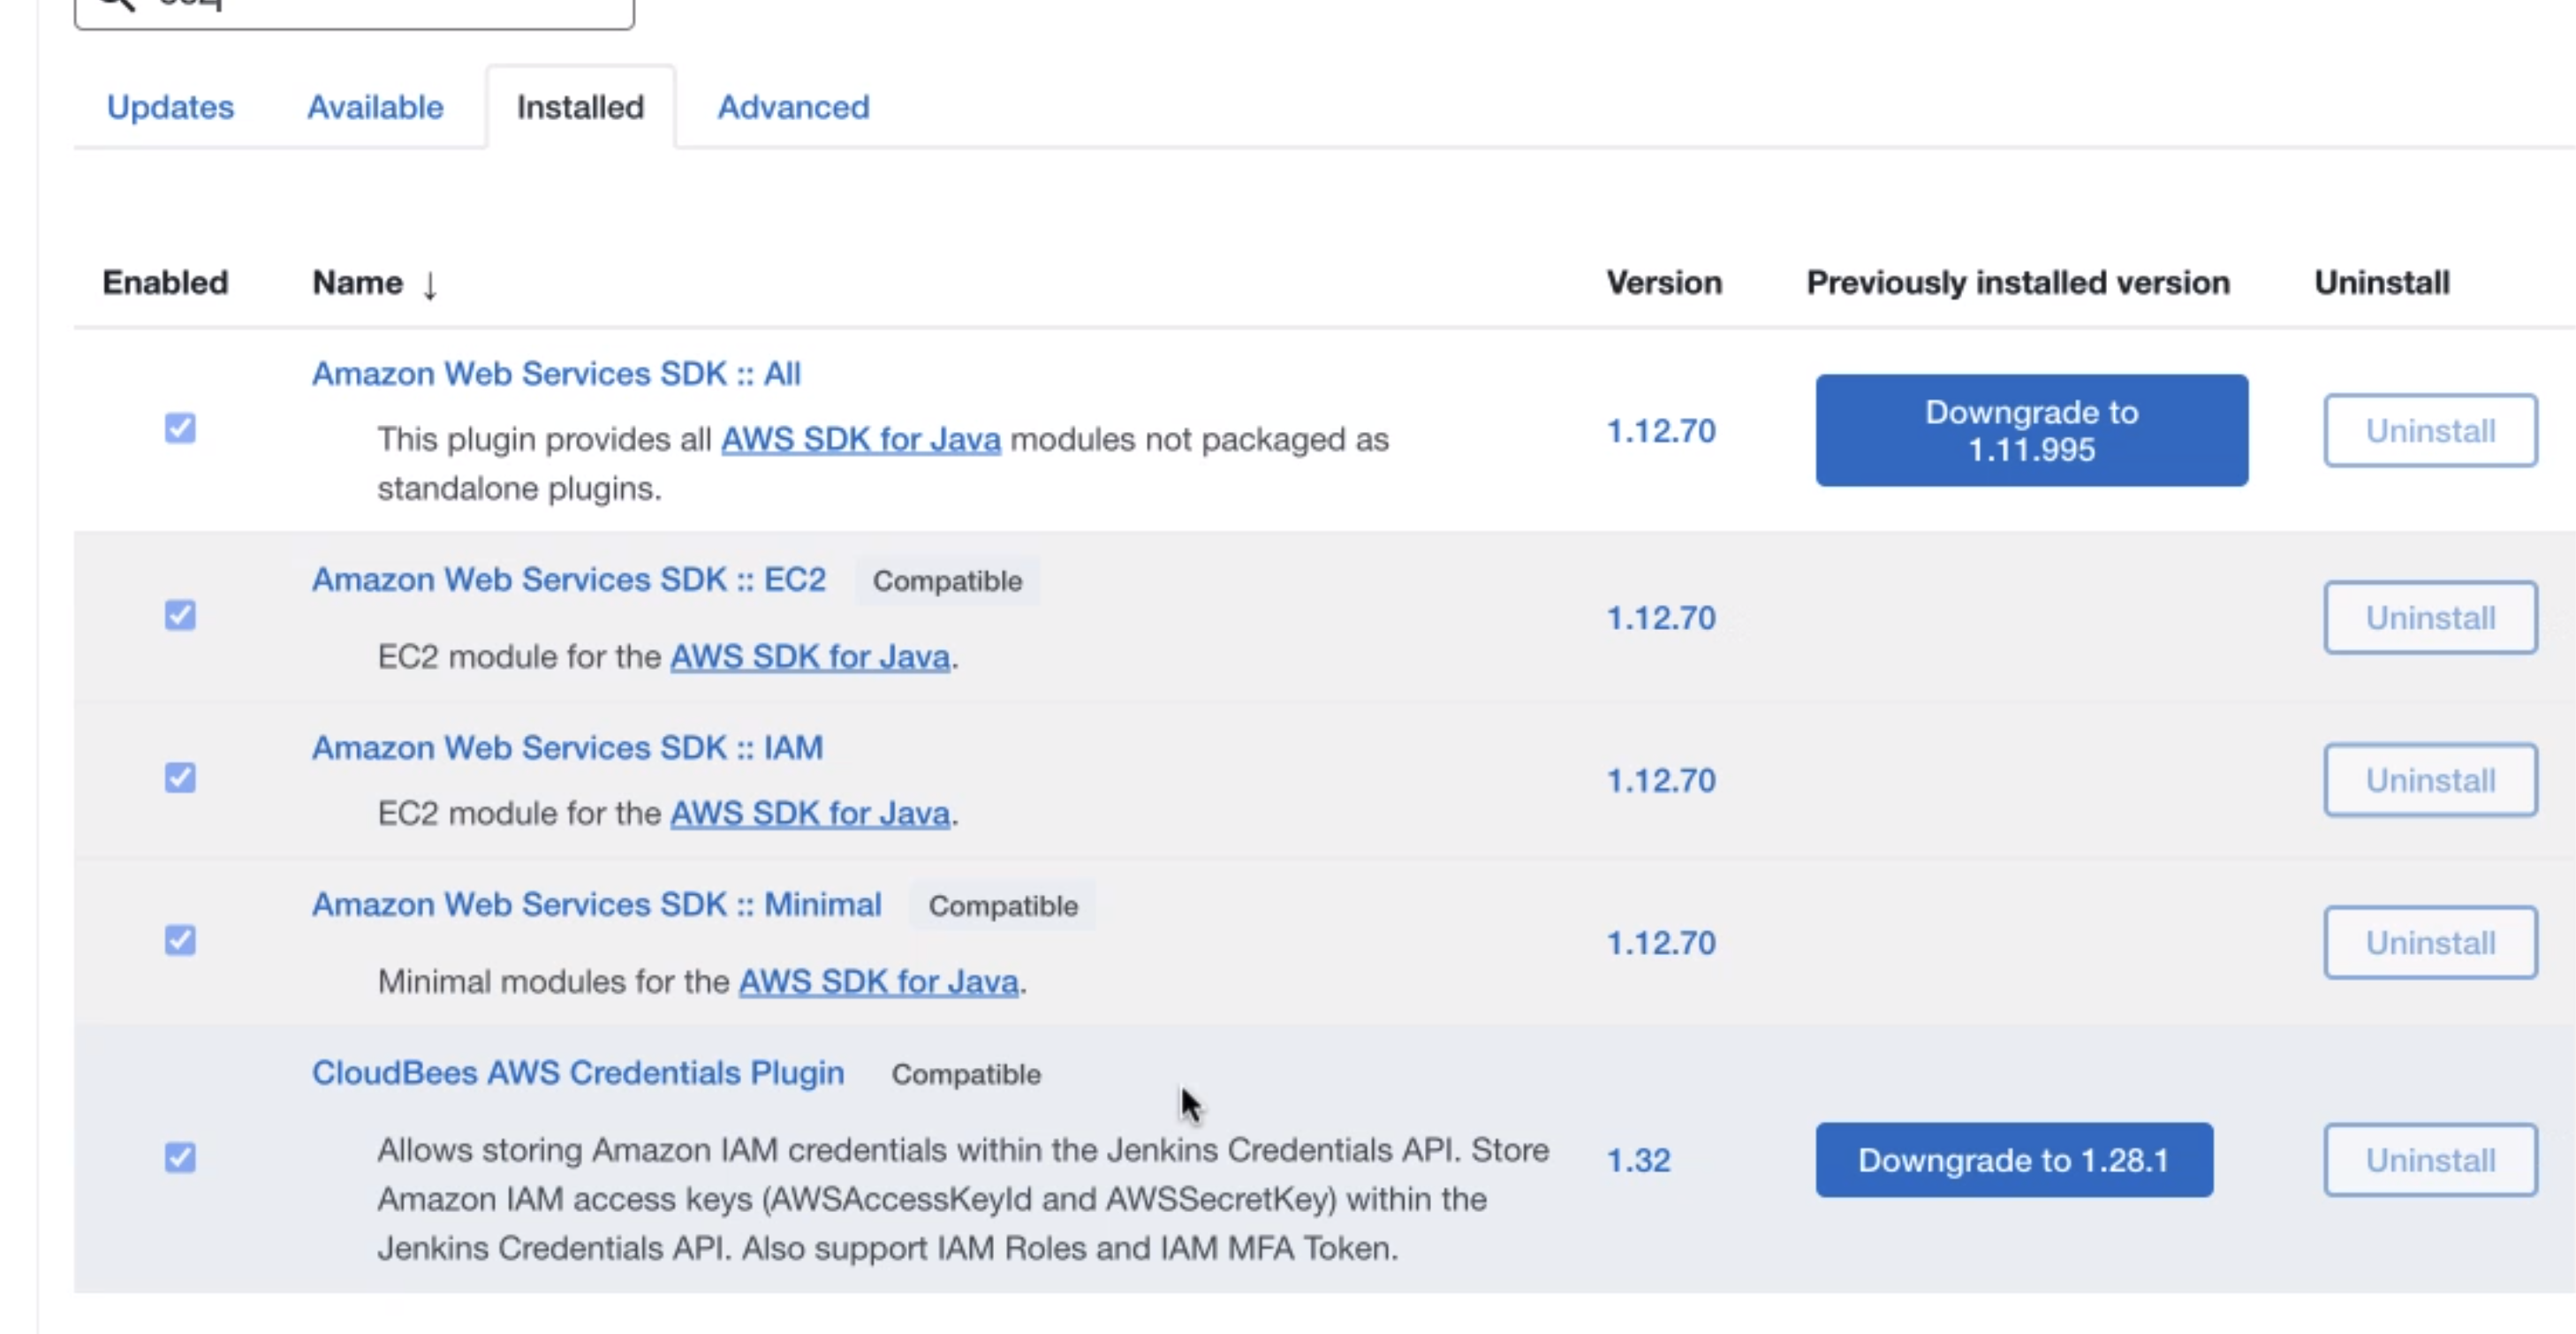 Updates Available Installed Advanced
Enabled Name ↓ Version Previously installed version Uninstall
Amazon Web Services SDK :: All
This plugin provides all AWS SDK for Java modules not packaged as
standalone plugins.
1.12.70
Downgrade to
1.11.995
Uninstall
Amazon Web Services SDK :: EC2 Compatible
EC2 module for the AWS SDK for Java.
1.12.70
Uninstall
Amazon Web Services SDK :: IAM
EC2 module for the AWS SDK for Java.
1.12.70
Uninstall
Amazon Web Services SDK :: Minimal Compatible
Minimal modules for the AWS SDK for Java.
1.12.70
Uninstall
CloudBees AWS Credentials Plugin Compatible
Allows storing Amazon IAM credentials within the Jenkins Credentials API. Store
Amazon IAM access keys (AWSAccessKeyId and AWSSecretKey) within the
Jenkins Credentials API. Also support IAM Roles and IAM MFA Token.
1.32
Downgrade to 1.28.1
Uninstall